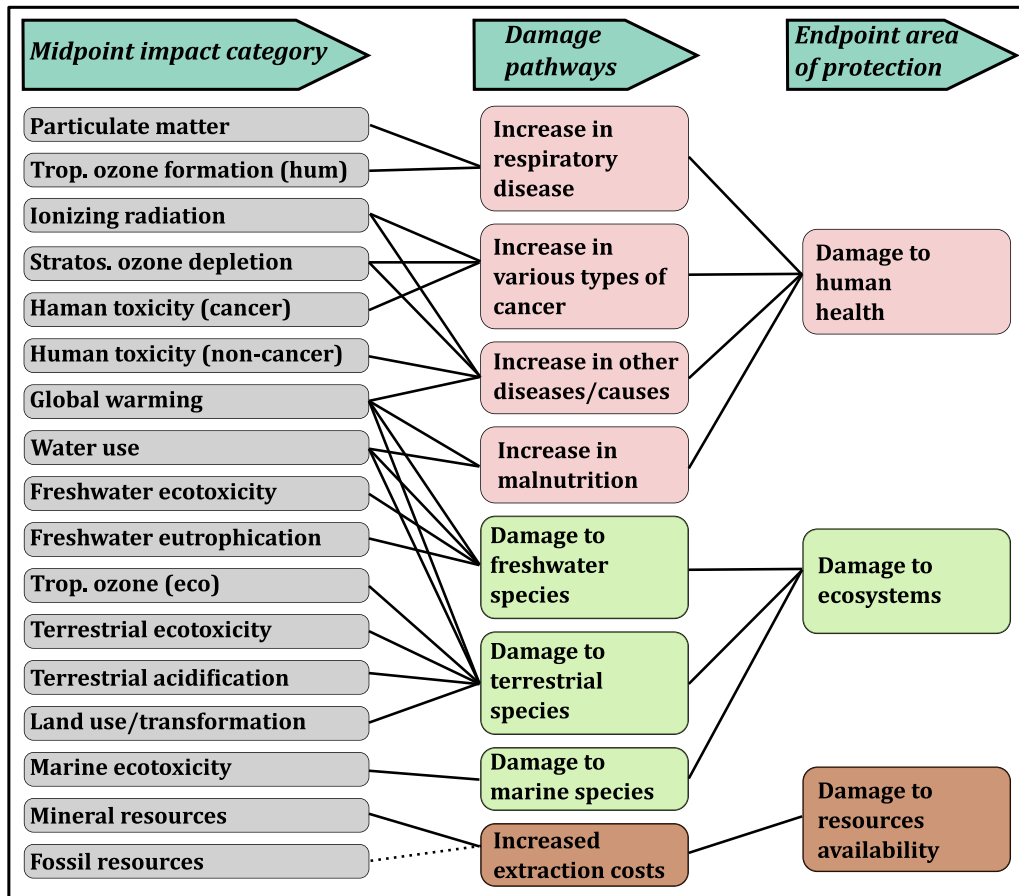 Midpoint impact category
Damage
pathways
Endpoint area
of protection
Particulate matter
Trop. ozone formation (hum)
Ionizing radiation
Stratos. ozone depletion
Haman toxicity (cancer)
Human toxicity (non-cancer)
Global warming
Water use
Freshwater ecotoxicity
Freshwater eutrophication
Trop. ozone (eco)
Terrestrial ecotoxicity
Terrestrial acidification
Land use/transformation
Marine ecotoxicity
Mineral resources
Fossil resources
Increase in
respiratory
disease
Increase in
various types of
cancer
Increase in other
diseases/causes
Increase in
malnutrition
Damage to
freshwater
species
Damage to
terrestrial
species
Damage to
marine species
Increased
extraction costs
Damage to
human
health
Damage to
ecosystems
Damage to
resources
availability